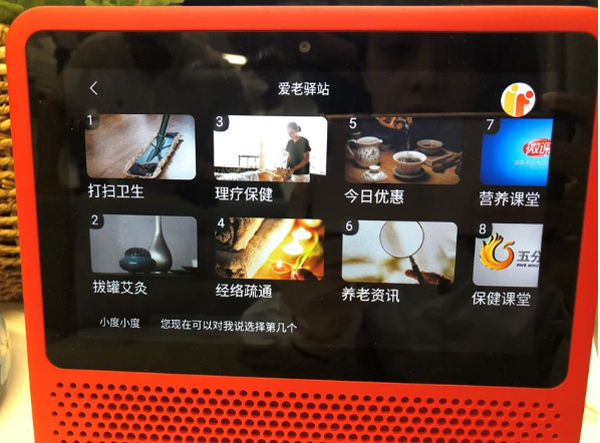 爱老驿站
1
打扫卫生
3
理疗保健
5
今日优惠
7
营养课堂
2
拔罐艾灸
4
经络疏通
6
养老资讯
8
五分
保健课堂
小度小度 您现在可以对我说选择第几个